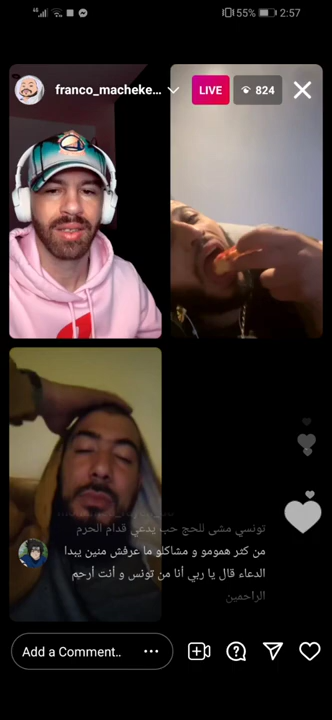 55% 2:57
franco_macheke...
LIVE
824
تونسي مشى للحج حب يدعي قدام الحرم
من كثر همومو و مشاكلو ما عرفش منين يبدا
الدعاء قال يا ربي أنا من تونس و أنت أرحم
الراحمين
Add a Comment..